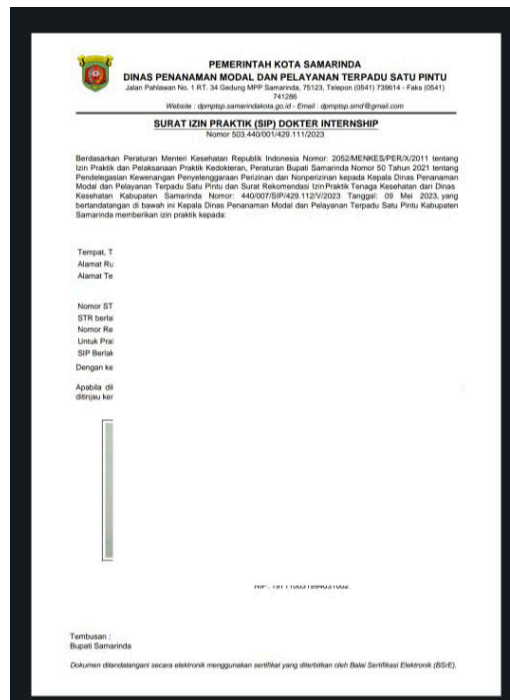 PEMERINTAH KOTA SAMARINDA
DINAS PENANAMAN MODAL DAN PELAYANAN TERPADU SATU PINTU
Jalan Pahlawan No. 1 RT. 34 Gedung MPP Samarinda, 75123, Telepon (0541) 739614 - Faks (0541)
741286
Website : dpmptsp.samarindakota.go.id - Email : dpmptsp.smd@gmail.com
SURAT IZIN PRAKTIK (SIP) DOKTER INTERNSHIP
Nomor 503.440/001/429.111/2023
Berdasarkan Peraturan Menteri Kesehatan Republik Indonesia Nomor: 2052/MENKES/PER/X/2011 tentang
Izin Praktik dan Pelaksanaan Praktik Kedokteran, Peraturan Bupati Samarinda Nomor 50 Tahun 2021 tentang
Pendelegasian Kewenangan Penyelenggaraan Perizinan dan Nonperizinan kepada Kepala Dinas Penanaman
Modal dan Pelayanan Terpadu Satu Pintu dan Surat Rekomendasi Izin Praktik Tenaga Kesehatan dari Dinas
Kesehatan Kabupaten Samarinda Nomor: 440/007/SIP/429.112/V/2023 Tanggal: 09 Mei 2023, yang
bertandatangan di bawah ini Kepala Dinas Penanaman Modal dan Pelayanan Terpadu Satu Pintu Kabupaten
Samarinda memberikan izin praktik kepada:
Tempat, T
Alamat Ru
Alamat Te
Nomor ST
STR berla
Nomor Re
Untuk Pra
SIP Berlak
Dengan ke
Apabila di
ditinjau ker
Tembusan :
Bupati Samarinda
Dokumen ditandatangani secara elektronik menggunakan sertifikat yang diterbitkan oleh Balai Sertifikasi Elektronik (BSrE).